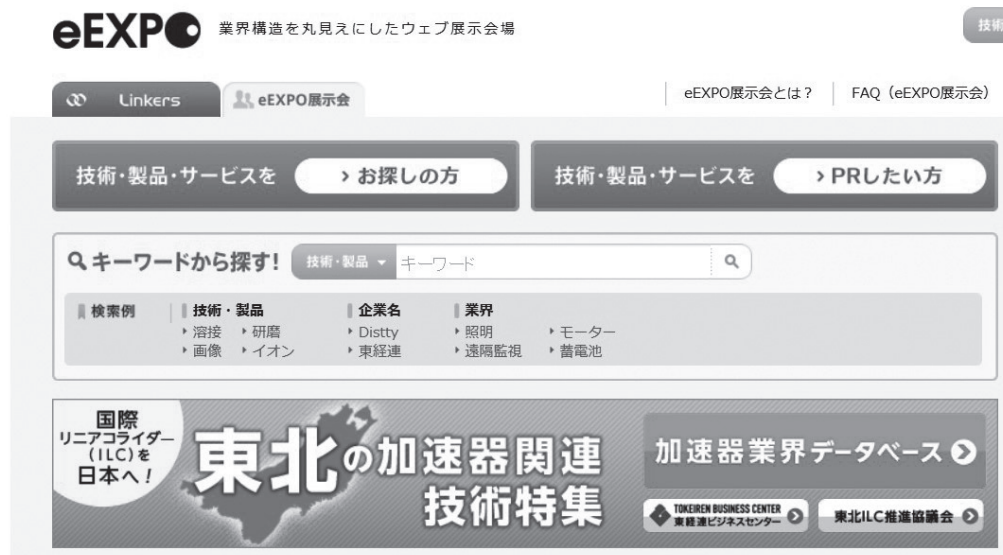 eEXPO 業界構造を丸見えにしたウェブ展示会場
技術
Linkers eEXPO展示会 eEXPO展示会とは？ FAQ（eEXPO展示会）
技術・製品・サービスを › お探しの方 技術・製品・サービスを › PRしたい方
キーワードから探す! 技術・製品 キーワード
検索例 技術・製品 企業名 業界
溶接 研磨 Distty 照明 モーター
画像 イオン 東経連 遠隔監視 蓄電池
国際
リニアコライダー
(ILC)を
日本へ!
東北の加速器関連
技術特集
加速器業界データベース
TOKEIREN BUSINESS CENTER
東経連ビジネスセンター
東北ILC推進協議会